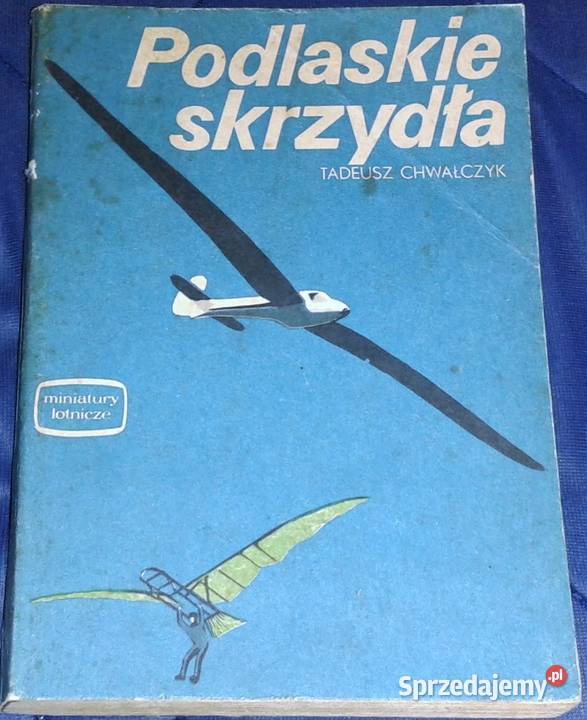 Podlaskie
skrzydła
TADEUSZ CHWAŁCZYK
miniatury
lotnicze
Sprzedajemy.pl